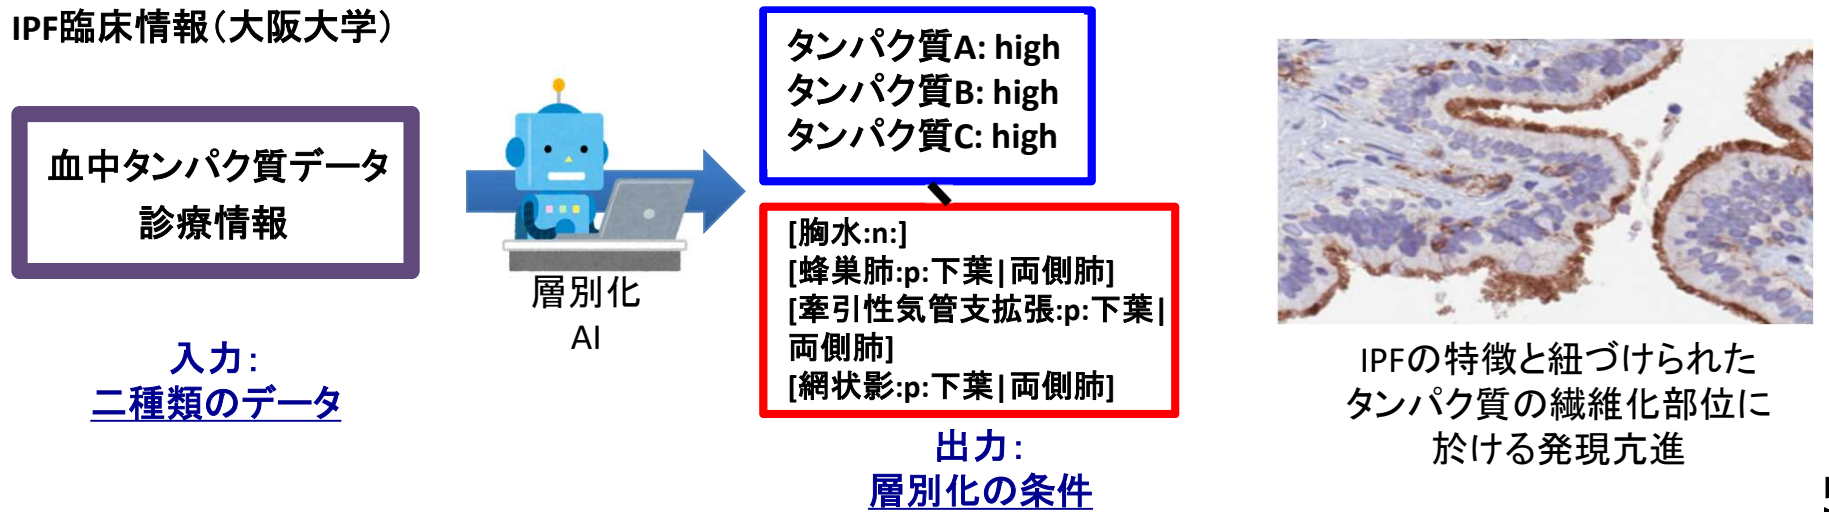 IPF臨床情報（大阪大学）
血中タンパク質データ
診療情報
入力：
二種類のデータ
層別化
AI
タンパク質A: high
タンパク質B: high
タンパク質C: high
[胸水:n:]
[蜂巣肺:p:下葉|両側肺]
[牽引性気管支拡張:p:下葉|
両側肺]
[網状影:p:下葉|両側肺]
出力：
層別化の条件
IPFの特徴と紐づけられた
タンパク質の繊維化部位に
於ける発現亢進